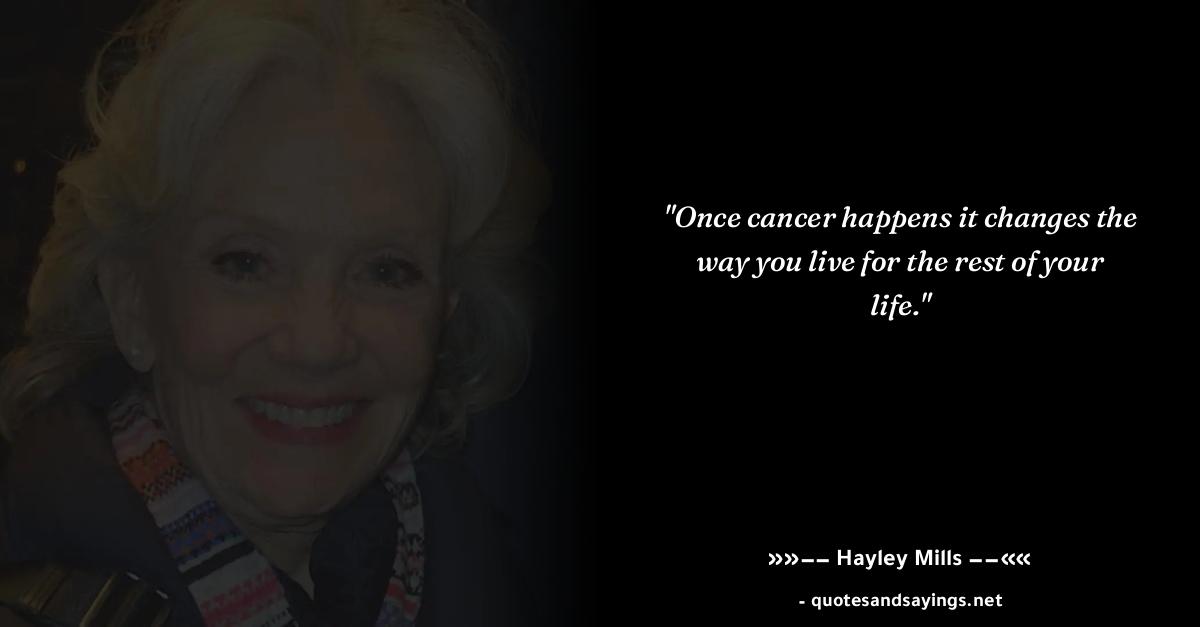 "Once cancer happens it changes the
way you live for the rest of your
life."
»»–– Hayley Mills ––««
- quotesandsayings.net